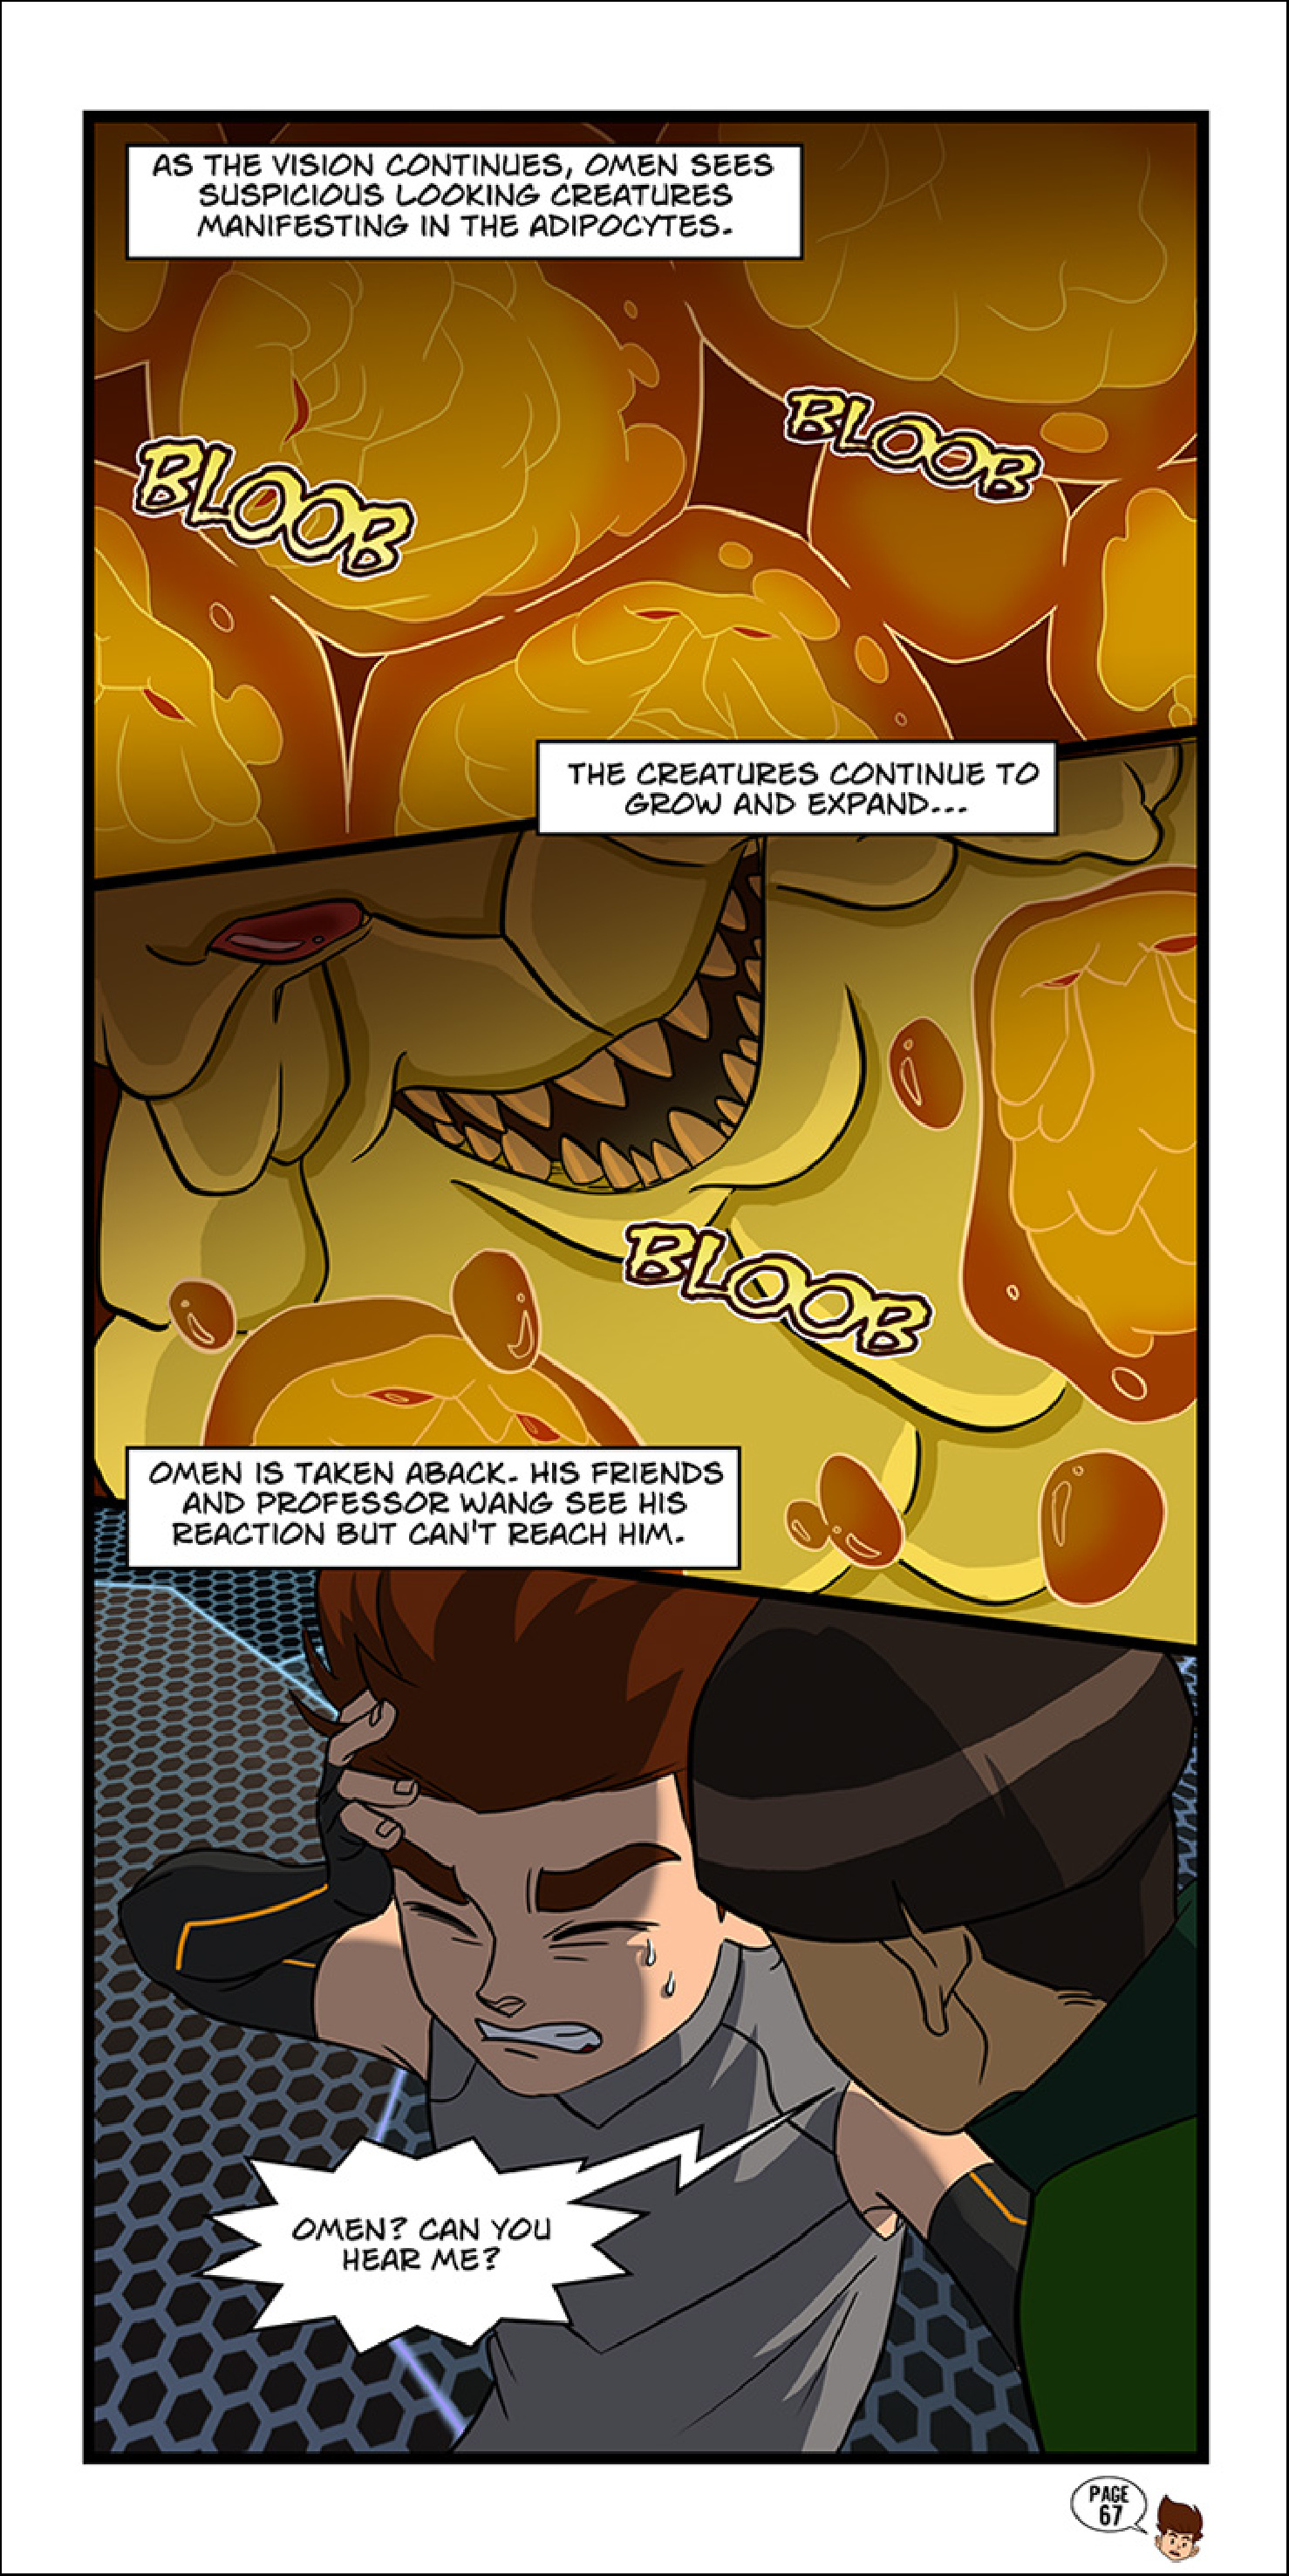 AS THE VISION CONTINUES, OMEN SEES
SUSPICIOUS LOOKING CREATURES
MANIFESTING IN THE ADIPOCYTES.
BLOOB
BLOOB
THE CREATURES CONTINUE TO
GROW AND EXPAND...
BLOOB
OMEN IS TAKEN ABACK. HIS FRIENDS
AND PROFESSOR WANG SEE HIS
REACTION BUT CAN'T REACH HIM.
OMEN? CAN YOU
HEAR ME?
PAGE
67